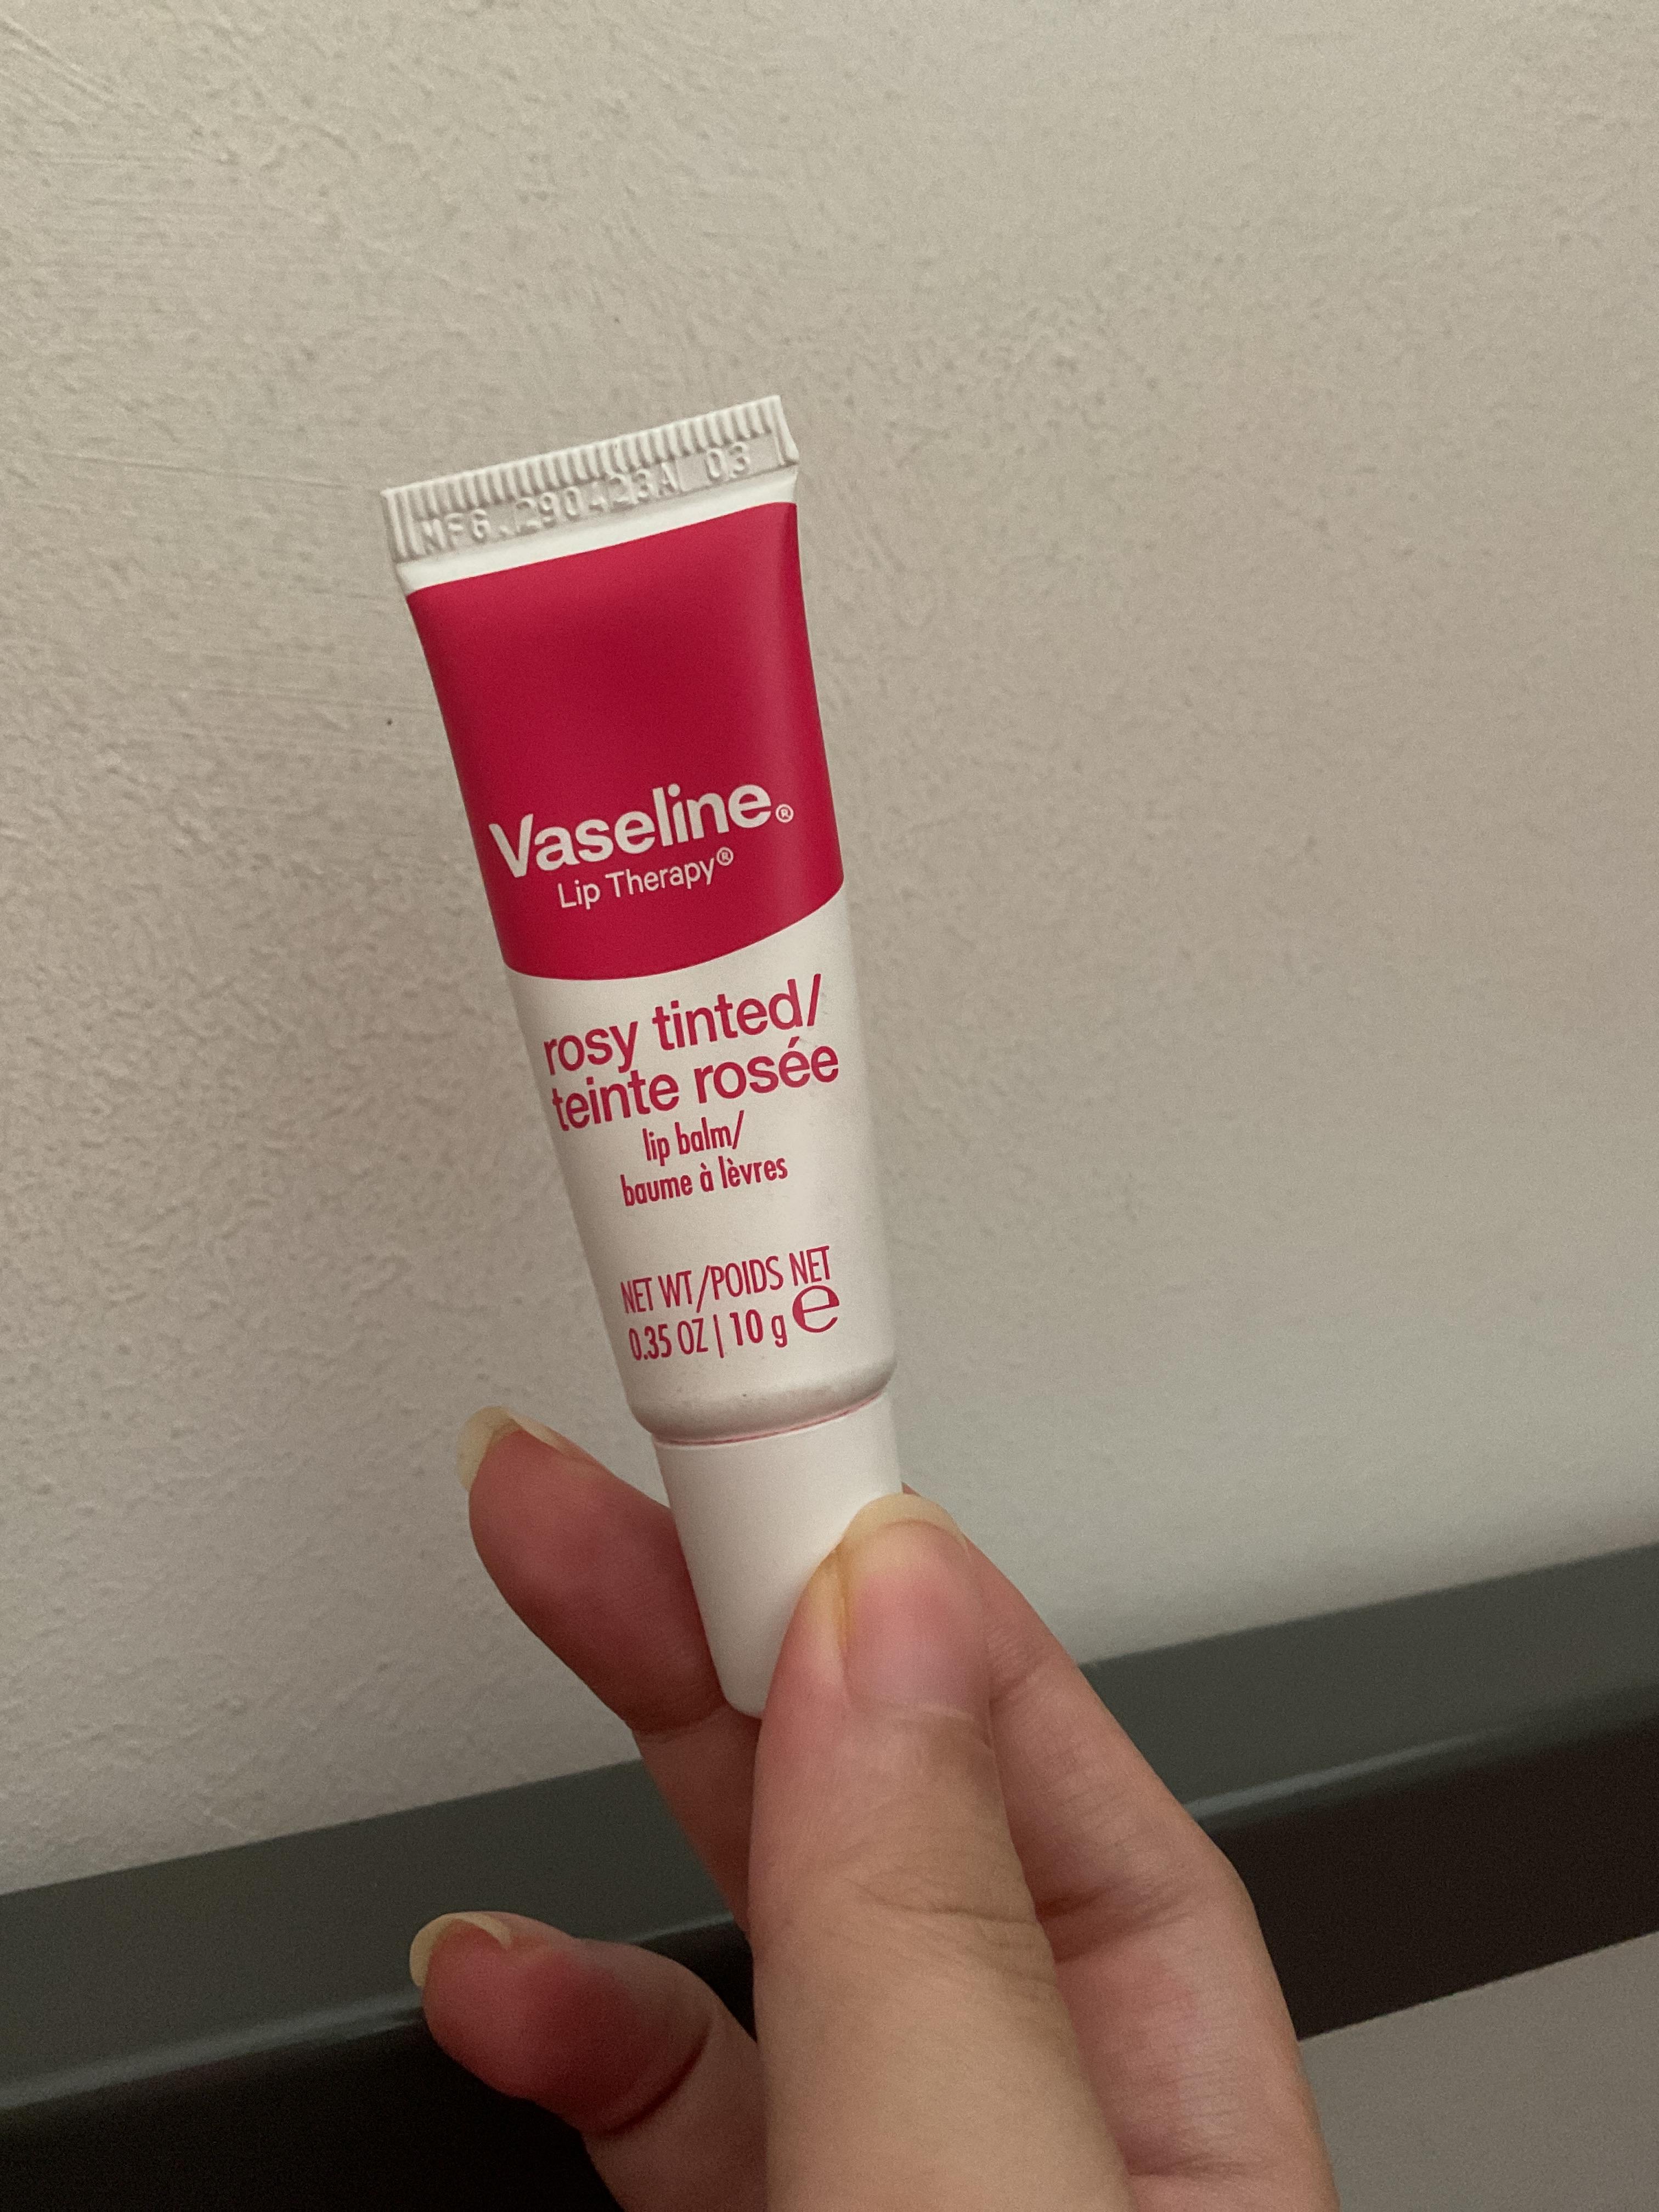 MFG.290423A 03
Vaseline®
Lip Therapy®
rosy tinted/
teinte rosée
lip balm/
baume à lèvres
NET WT/POIDS NET
0.35 OZ | 10 g e